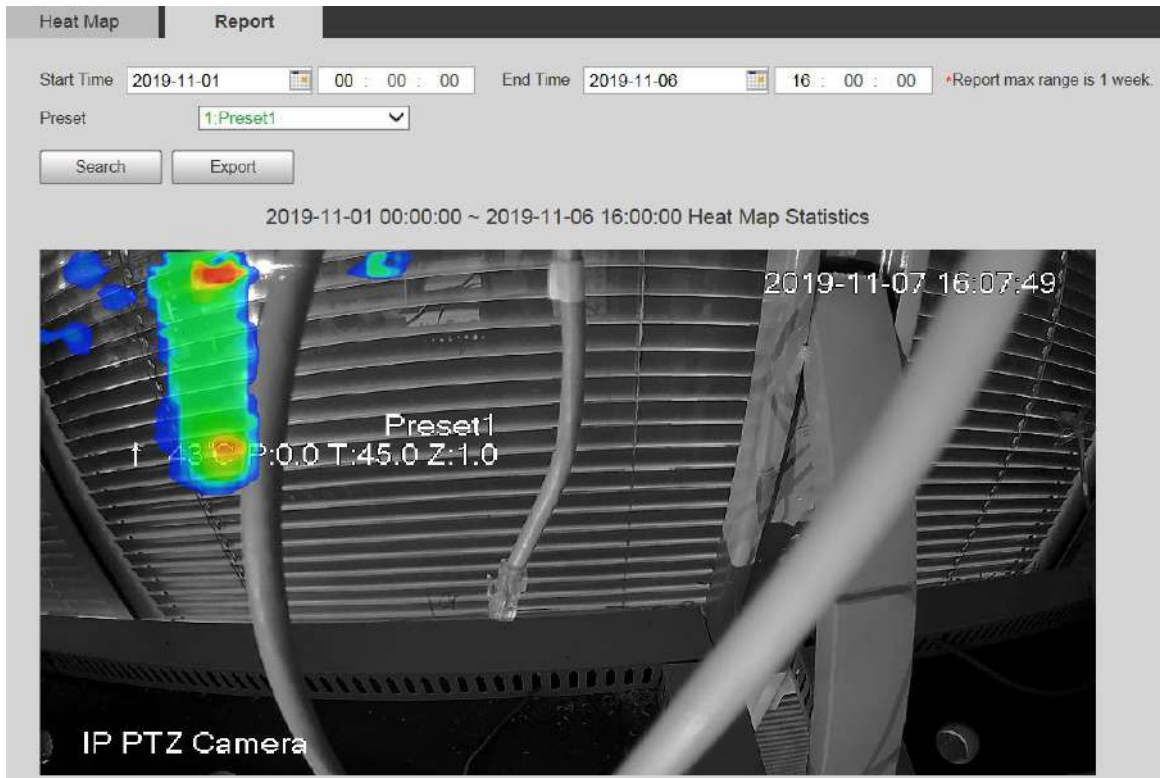 Heat Map Report
Start Time 2019-11-01 00 : 00 : 00 End Time 2019-11-06 16 : 00 : 00 *Report max range is 1 week.
Preset 1:Preset1
Search Export
2019-11-01 00:00:00 ~ 2019-11-06 16:00:00 Heat Map Statistics
2019-11-07 16:07:49
Preset1
↑ 43°C P:0.0 T:45.0 Z:1.0
IP PTZ Camera